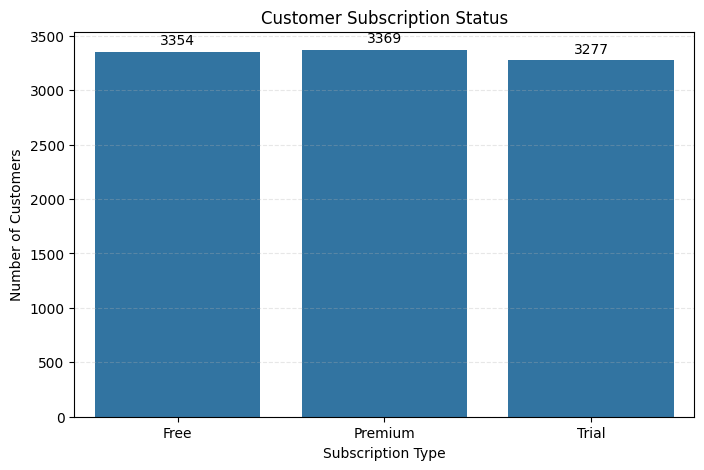 Customer Subscription Status
3500
3000
2500
2000
1500
1000
500
0
Number of Customers
3354
3369
3277
Free
Premium
Trial
Subscription Type